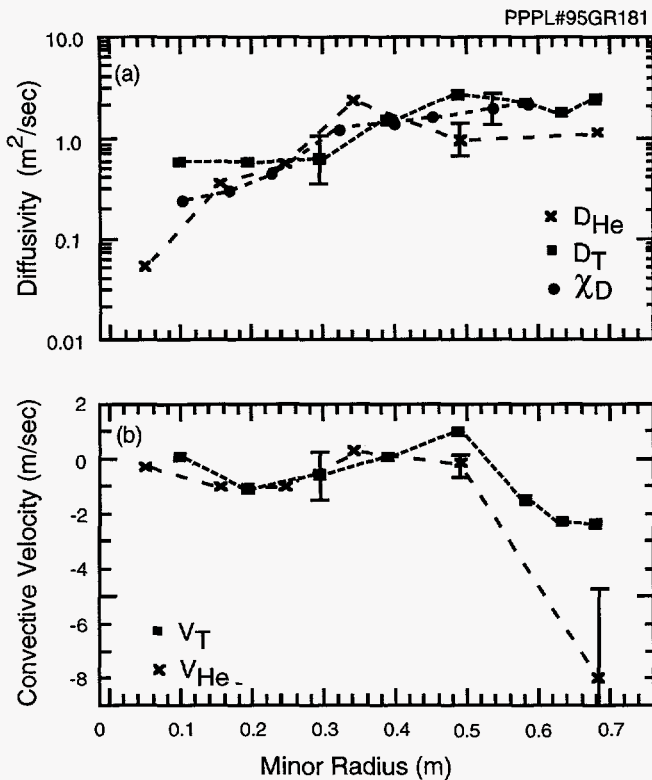 PPPL#95GR181
10.0
(a)
1.0
0.1
0.01
Diffusivity (m²/sec)
D_He
D_T
χ_D
2
(b)
0
-2
-4
-6
-8
Convective Velocity (m/sec)
V_T
V_He
0 0.1 0.2 0.3 0.4 0.5 0.6 0.7
Minor Radius (m)